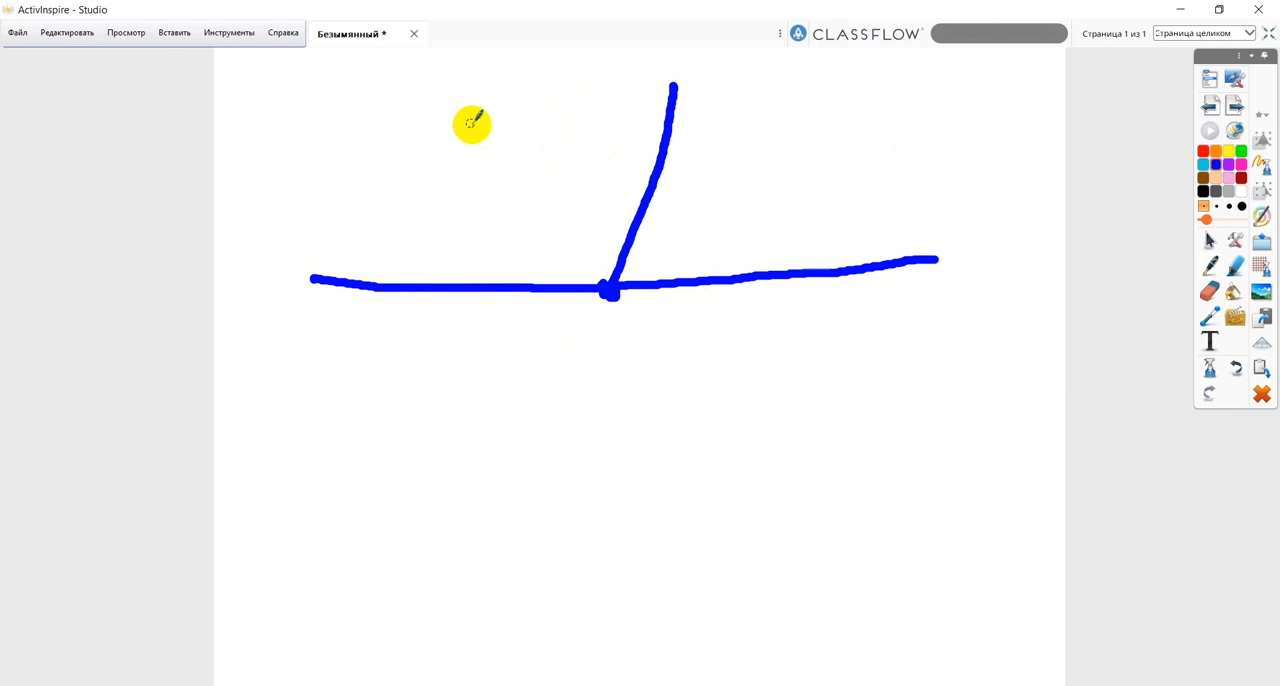 ActivInspire - Studio
Файл Редактировать Просмотр Вставить Инструменты Справка
Безымянный *
CLASSFLOW
Страница 1 из 1
Страница целиком
T